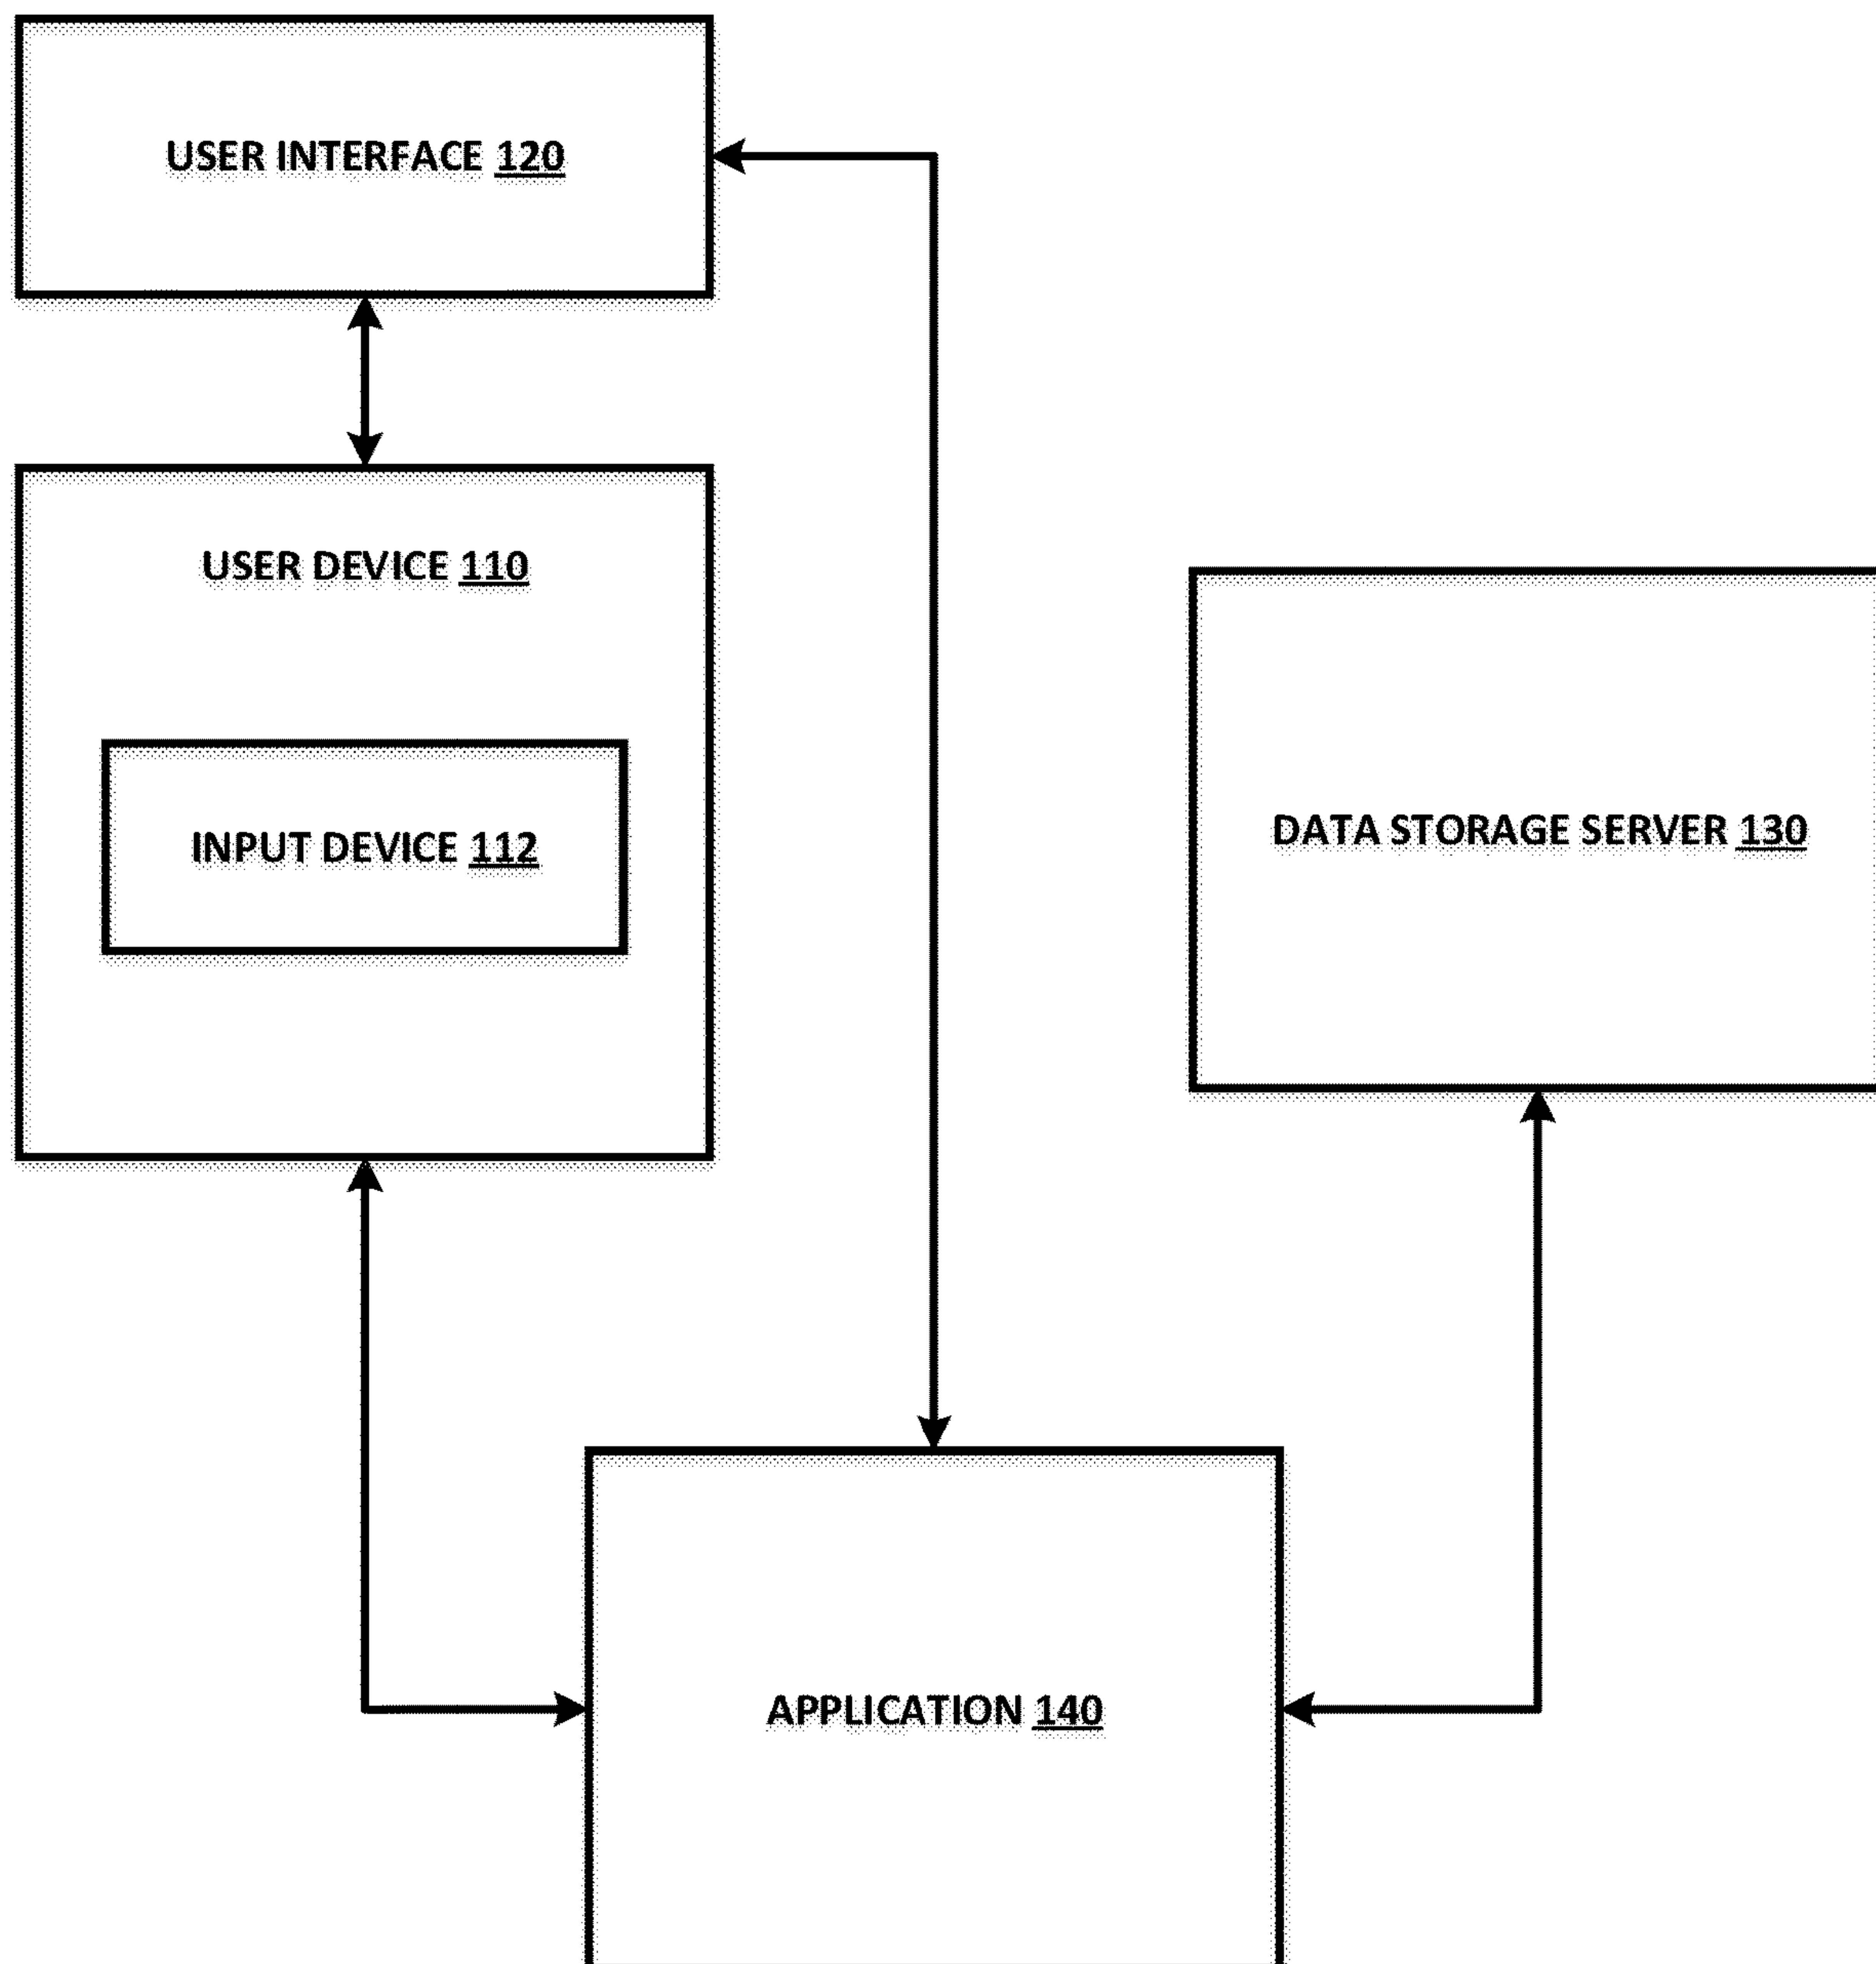 USER INTERFACE 120
USER DEVICE 110
INPUT DEVICE 112
DATA STORAGE SERVER 130
APPLICATION 140